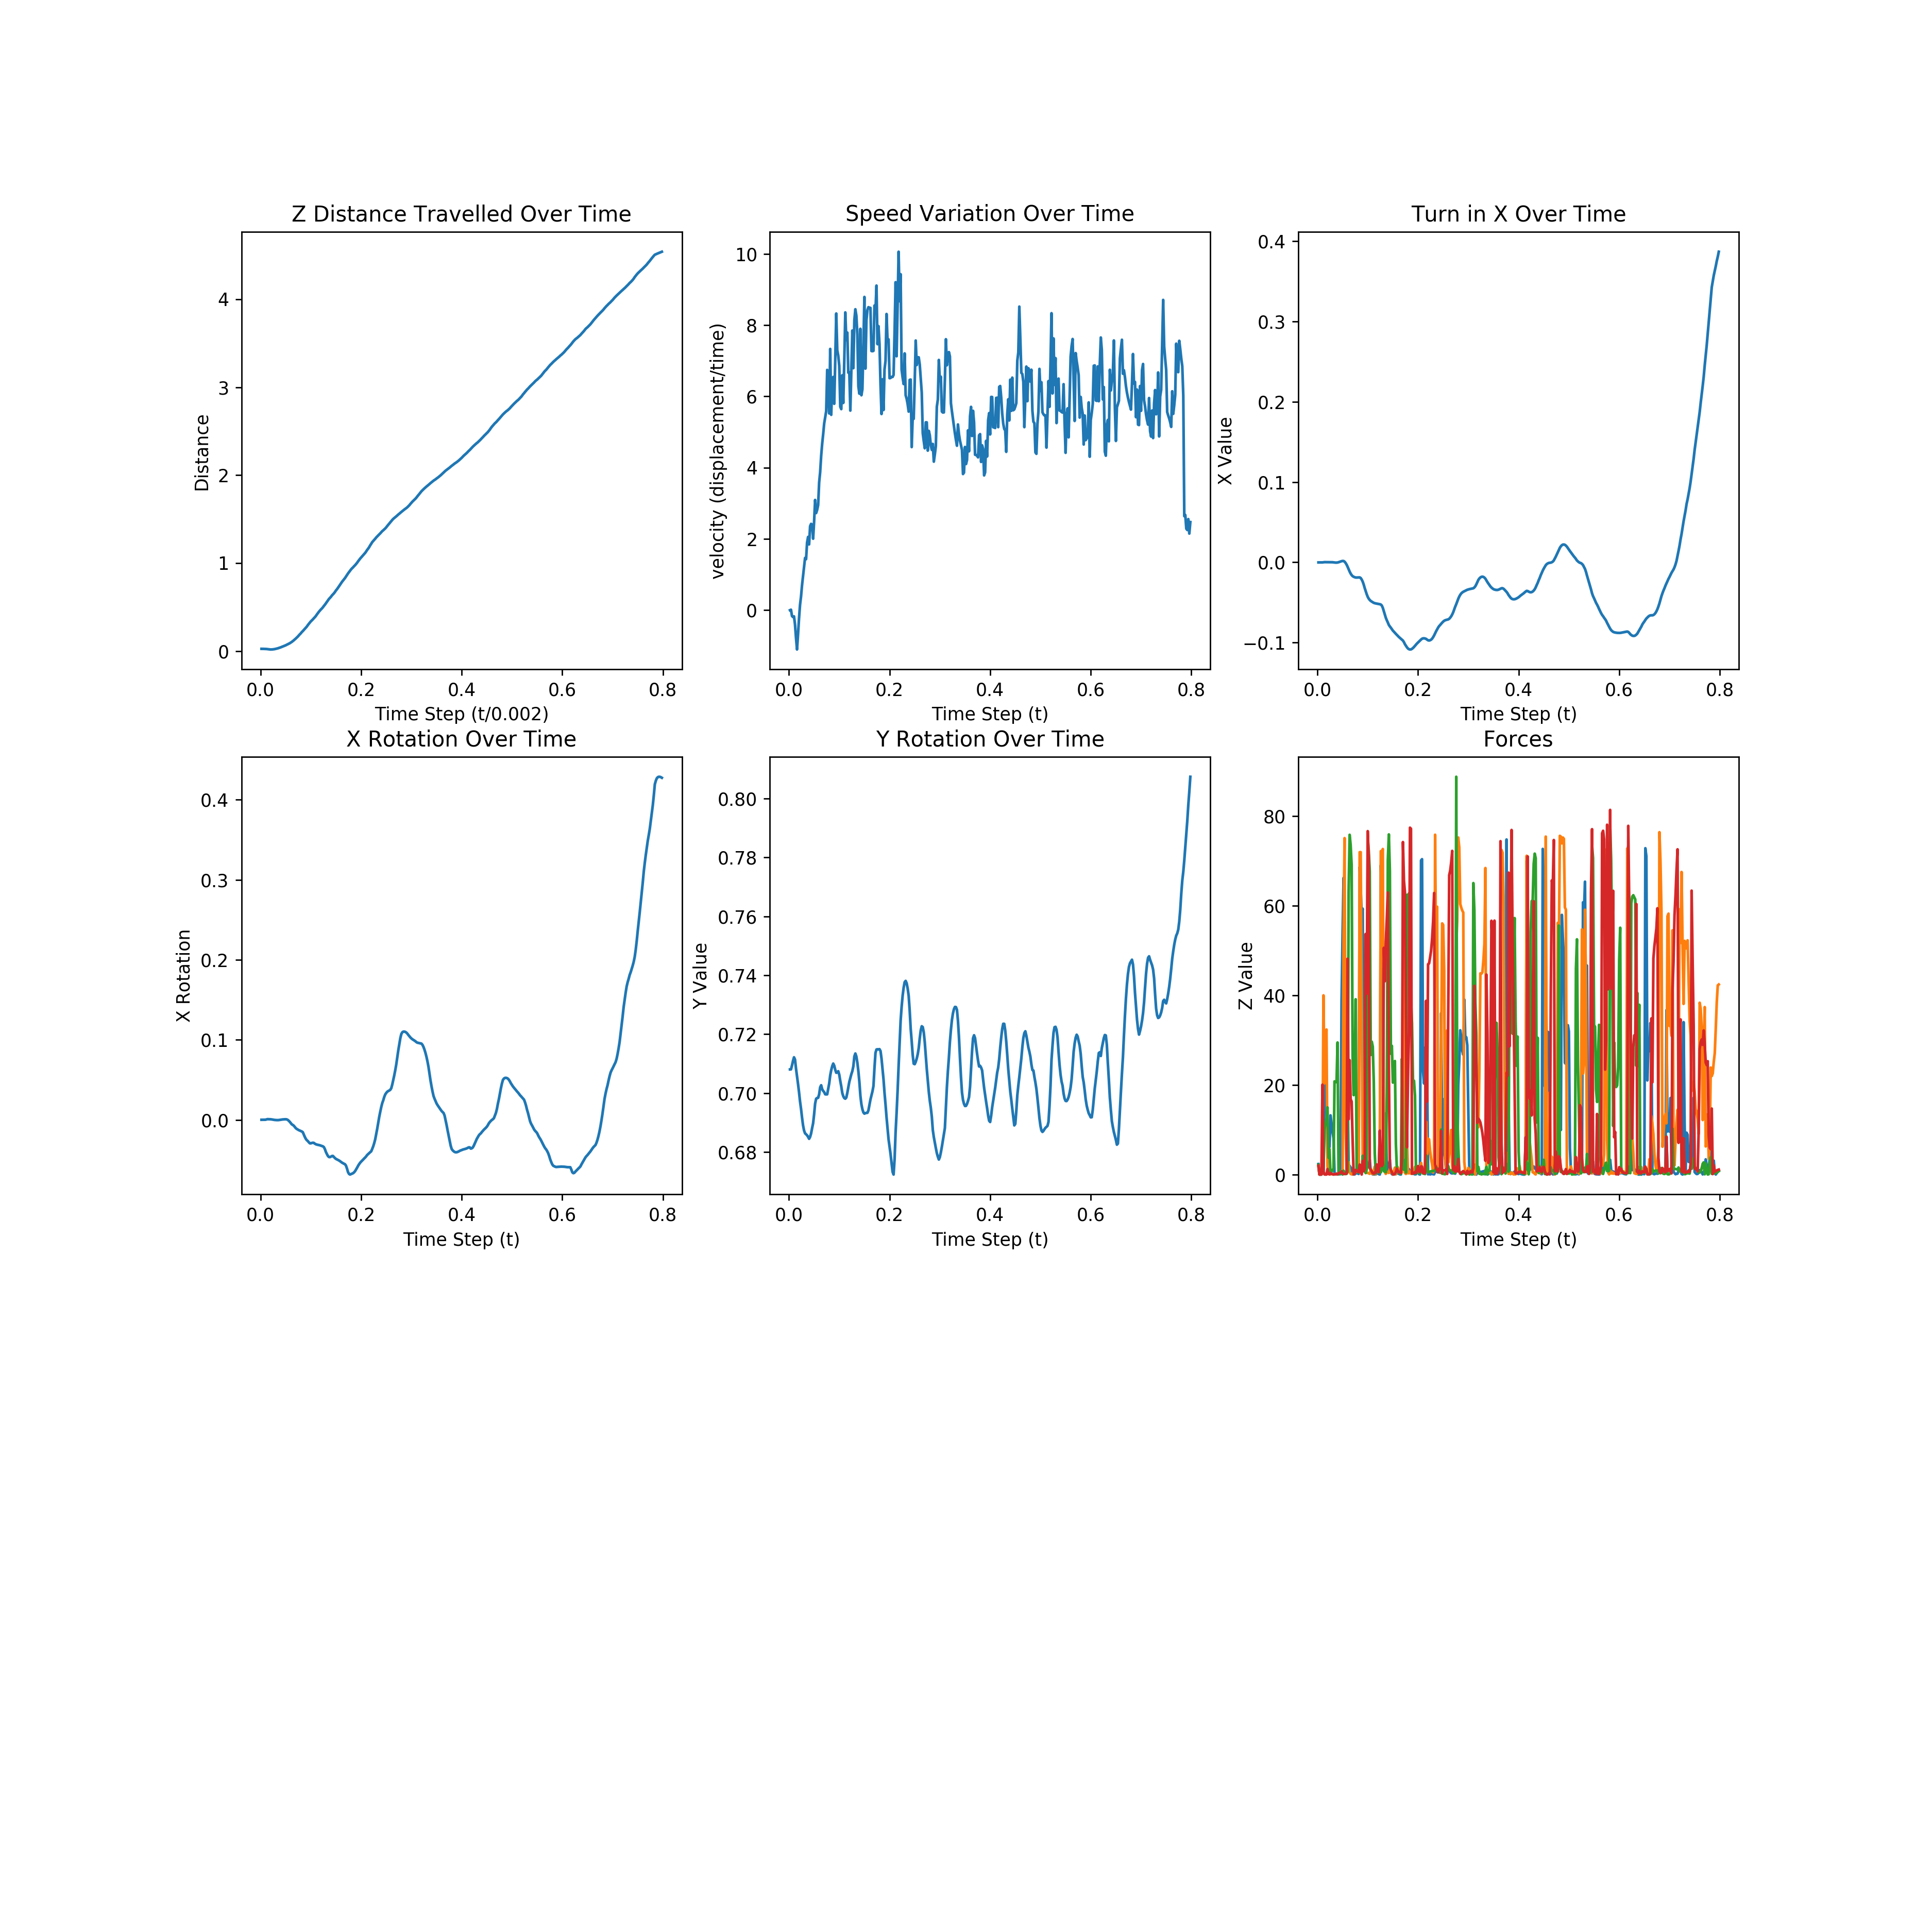 Z Distance Travelled Over Time
Speed Variation Over Time
Turn in X Over Time
Distance
4
3
2
1
0
0.0 0.2 0.4 0.6 0.8
Time Step (t/0.002)
velocity (displacement/time)
10
8
6
4
2
0
0.0 0.2 0.4 0.6 0.8
Time Step (t)
X Value
0.4
0.3
0.2
0.1
0.0
−0.1
0.0 0.2 0.4 0.6 0.8
Time Step (t)
X Rotation Over Time
Y Rotation Over Time
Forces
X Rotation
0.4
0.3
0.2
0.1
0.0
0.0 0.2 0.4 0.6 0.8
Time Step (t)
Y Value
0.80
0.78
0.76
0.74
0.72
0.70
0.68
0.0 0.2 0.4 0.6 0.8
Time Step (t)
Z Value
80
60
40
20
0
0.0 0.2 0.4 0.6 0.8
Time Step (t)